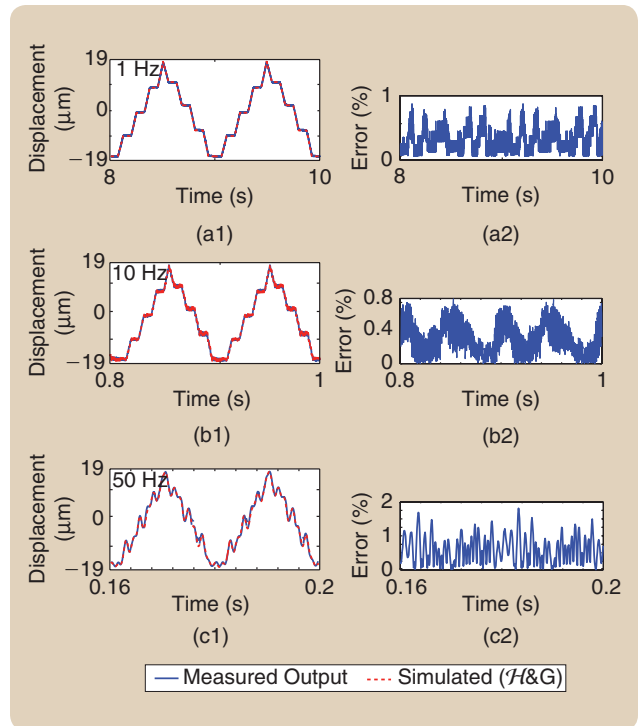 19
1 Hz
Displacement
(μm)
0
−19
8
10
Time (s)
(a1)
1
Error (%)
0
8
10
Time (s)
(a2)
19
10 Hz
Displacement
(μm)
0
−19
0.8
1
Time (s)
(b1)
0.8
0.4
Error (%)
0
0.8
1
Time (s)
(b2)
19
50 Hz
Displacement
(μm)
0
−19
0.16
0.2
Time (s)
(c1)
2
1
Error (%)
0
0.16
0.2
Time (s)
(c2)
Measured Output
Simulated (ℋ&G)